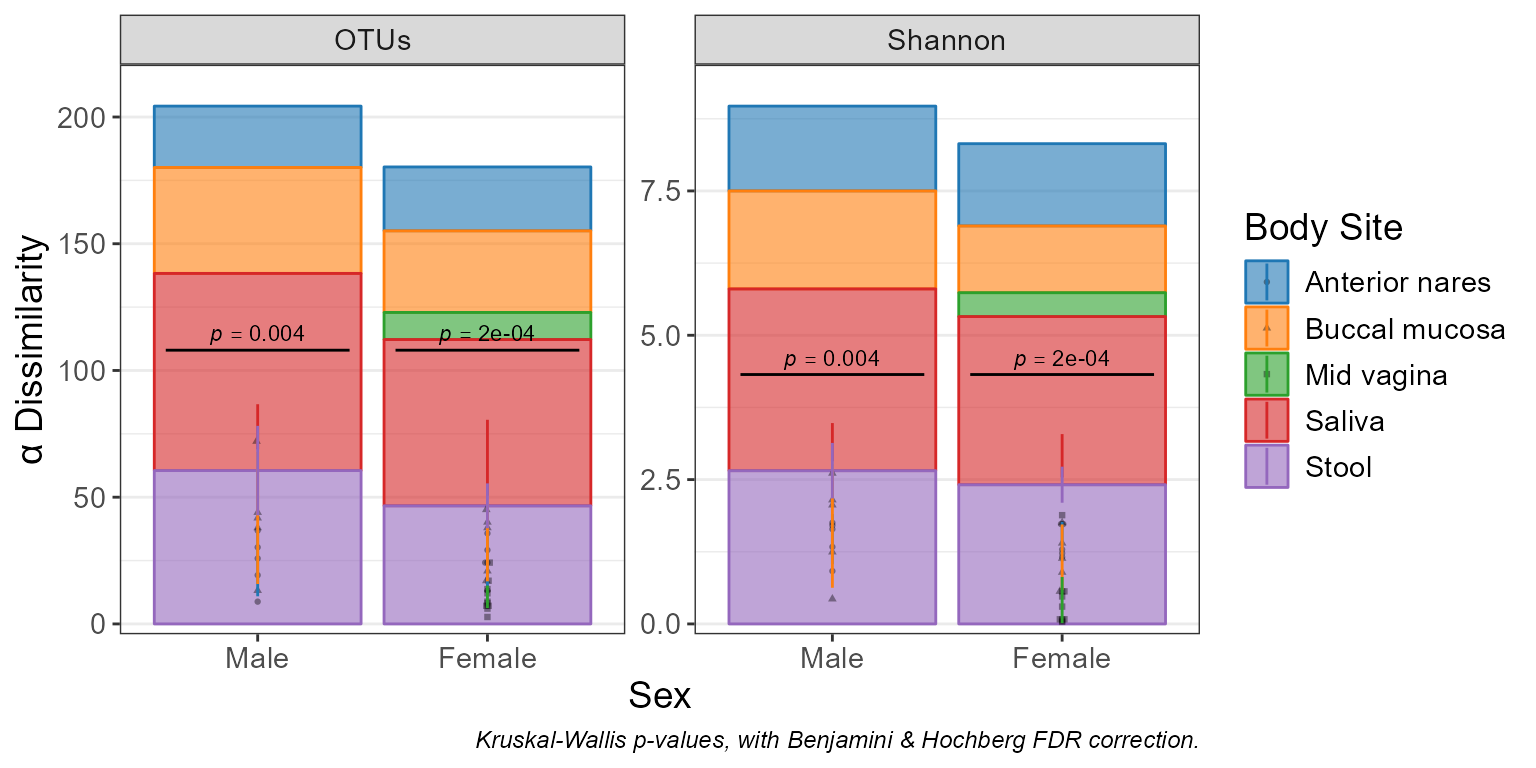 OTUs
Shannon
α Dissimilarity
200
150
100
50
0
7.5
5.0
2.5
0.0
p = 0.004
p = 2e-04
p = 0.004
p = 2e-04
Male
Female
Male
Female
Sex
Body Site
Anterior nares
Buccal mucosa
Mid vagina
Saliva
Stool
Kruskal-Wallis p-values, with Benjamini & Hochberg FDR correction.